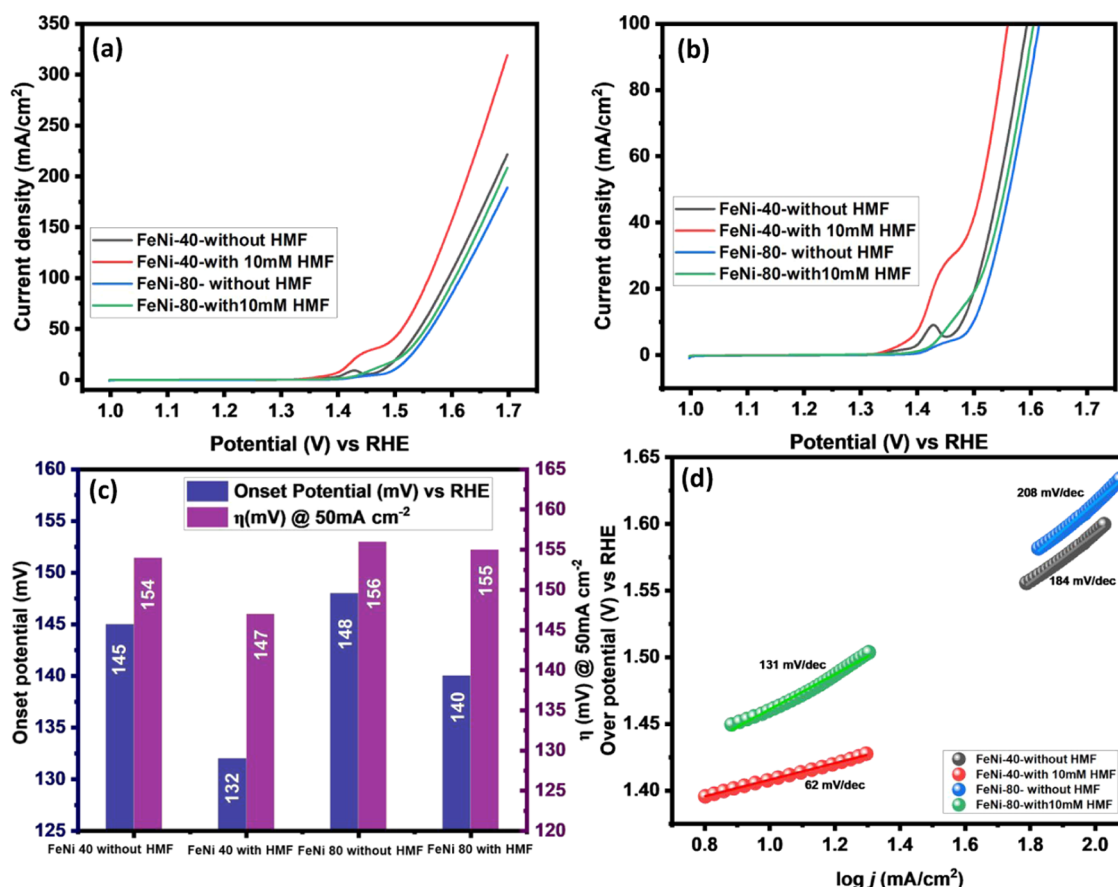 (a)
350
300
250
200
150
100
50
0
Current density (mA/cm²)
FeNi-40-without HMF
FeNi-40-with 10mM HMF
FeNi-80- without HMF
FeNi-80-with10mM HMF
1.0 1.1 1.2 1.3 1.4 1.5 1.6 1.7
Potential (V) vs RHE
(b)
100
80
60
40
20
0
Current density (mA/cm²)
FeNi-40-without HMF
FeNi-40-with 10mM HMF
FeNi-80- without HMF
FeNi-80-with10mM HMF
1.0 1.1 1.2 1.3 1.4 1.5 1.6 1.7
Potential (V) vs RHE
(c)
160
155
150
145
140
135
130
125
Onset potential (mV)
Onset Potential (mV) vs RHE
η(mV) @ 50mA cm⁻²
145 154 132 147 148 156 140 155
165
160
155
150
145
140
135
130
125
120
η (mV) @ 50mA cm⁻²
FeNi 40 without HMF FeNi 40 with HMF FeNi 80 without HMF FeNi 80 with HMF
(d)
1.65
1.60
1.55
1.50
1.45
1.40
Over potential (V) vs RHE
208 mV/dec
184 mV/dec
131 mV/dec
62 mV/dec
FeNi-40-without HMF
FeNi-40-with 10mM HMF
FeNi-80- without HMF
FeNi-80-with10mM HMF
0.8 1.0 1.2 1.4 1.6 1.8 2.0
log j (mA/cm²)